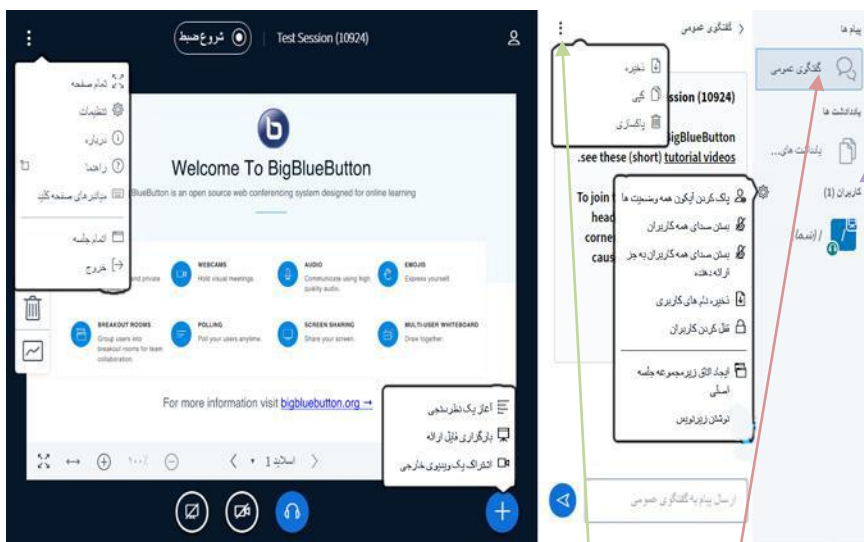 پیام ها
گفتگوی عمومی
یادداشت ها
یادداشت های...
کاربران (1)
(شما)
گفتگوی عمومی
ذخیره
کپی
پاکسازی
ssion (10924)
igBlueButton
see these (short) tutorial videos.
To join t
head
corne
caus
پاک کردن آیکون همه وضعیت ها
بستن صدای همه کاربران
بستن صدای همه کاربران به جز
ارائه دهنده
ذخیره نام های کاربری
قفل کردن کاربران
ایجاد اتاق زیرمجموعه جلسه
اصلی
نوشتن زیرنویس
ارسال پیام به گفتگوی عمومی
Test Session (10924)
شروع ضبط
تمام صفحه
تنظیمات
درباره
راهنما
میانبرهای صفحه کلید
اتمام جلسه
خروج
Welcome To BigBlueButton
BlueButton is an open source web conferencing system designed for online learning
and private
WEBCAMS
Hold visual meetings.
AUDIO
Communicate using high
quality audio.
EMOJIS
Express yourself.
BREAKOUT ROOMS
Group users into
breakout rooms for team
collaboration.
POLLING
Poll your users anytime.
SCREEN SHARING
Share your screen.
MULTI-USER WHITEBOARD
Draw together.
For more information visit bigbluebutton.org →
آغاز یک نظرسنجی
بارگزاری فایل ارائه
اشتراک یک ویدیوی خارجی
اسلاید 1
۱۰۰٪